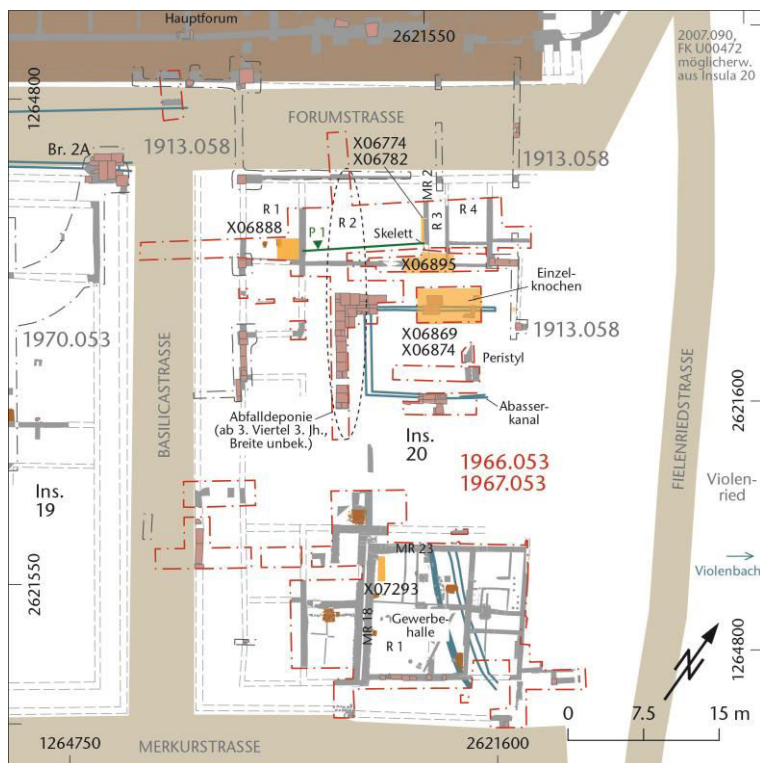 Hauptforum
2621550
2007.090,
FK U00472
möglicherw.
aus Insula 20
1264800
FORUMSTRASSE
Br. 2A
1913.058
X06774
X06782
MR 2
1913.058
R 1
R 2
R 3
R 4
X06888
P 1
Skelett
X06895
Einzel-
knochen
1970.053
X06869
X06874
1913.058
Peristyl
BASILICASTRASSE
Abfalldeponie
(ab 3. Viertel 3. Jh.,
Breite unbek.)
Abasser-
kanal
Ins.
20
2621600
FIELENRIEDSTRASSE
1966.053
1967.053
Ins.
19
Violen-
ried
MR 23
Violenbach
2621550
X07293
Gewerbe-
halle
MR 18
R 1
1264800
0 7.5 15 m
1264750
MERKURSTRASSE
2621600
N